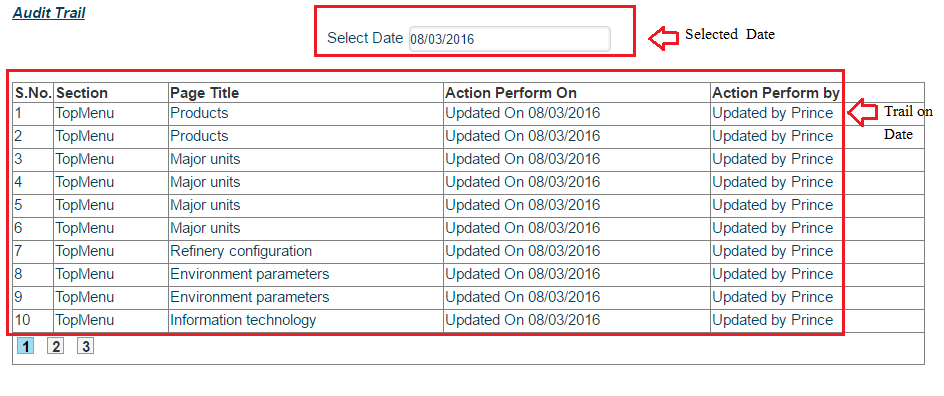 Audit Trail
Select Date 08/03/2016 Selected Date
S.No. Section Page Title Action Perform On Action Perform by
1 TopMenu Products Updated On 08/03/2016 Updated by Prince Trail on
2 TopMenu Products Updated On 08/03/2016 Updated by Prince Date
3 TopMenu Major units Updated On 08/03/2016 Updated by Prince
4 TopMenu Major units Updated On 08/03/2016 Updated by Prince
5 TopMenu Major units Updated On 08/03/2016 Updated by Prince
6 TopMenu Major units Updated On 08/03/2016 Updated by Prince
7 TopMenu Refinery configuration Updated On 08/03/2016 Updated by Prince
8 TopMenu Environment parameters Updated On 08/03/2016 Updated by Prince
9 TopMenu Environment parameters Updated On 08/03/2016 Updated by Prince
10 TopMenu Information technology Updated On 08/03/2016 Updated by Prince
1 2 3